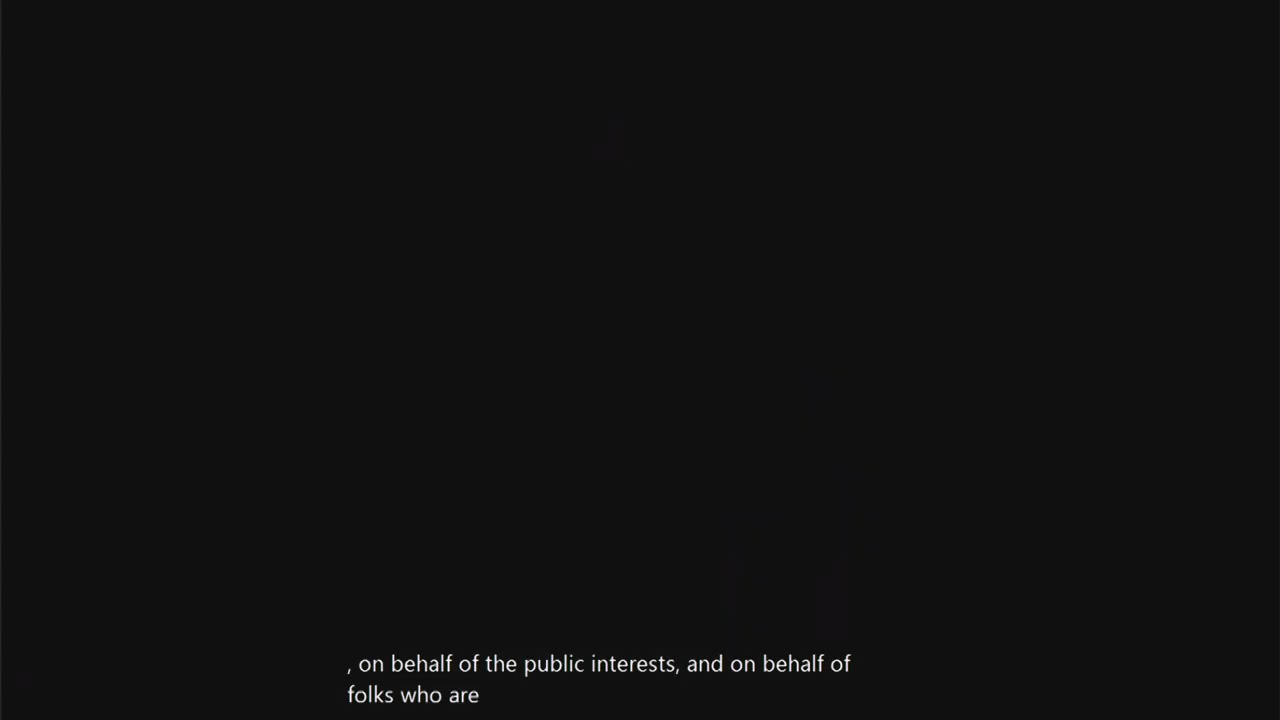 , on behalf of the public interests, and on behalf of
folks who are